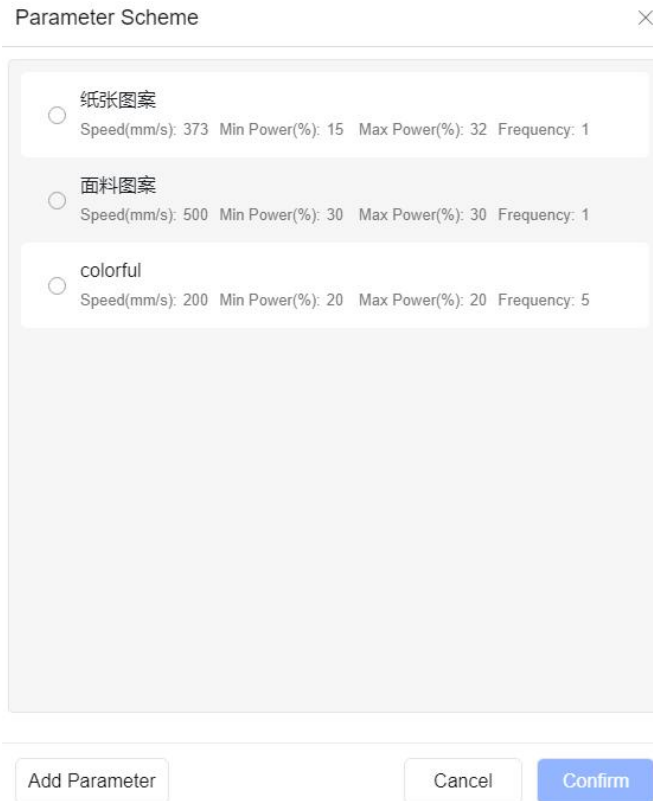 Parameter Scheme
纸张图案
Speed(mm/s): 373 Min Power(%): 15 Max Power(%): 32 Frequency: 1
面料图案
Speed(mm/s): 500 Min Power(%): 30 Max Power(%): 30 Frequency: 1
colorful
Speed(mm/s): 200 Min Power(%): 20 Max Power(%): 20 Frequency: 5
Add Parameter Cancel Confirm